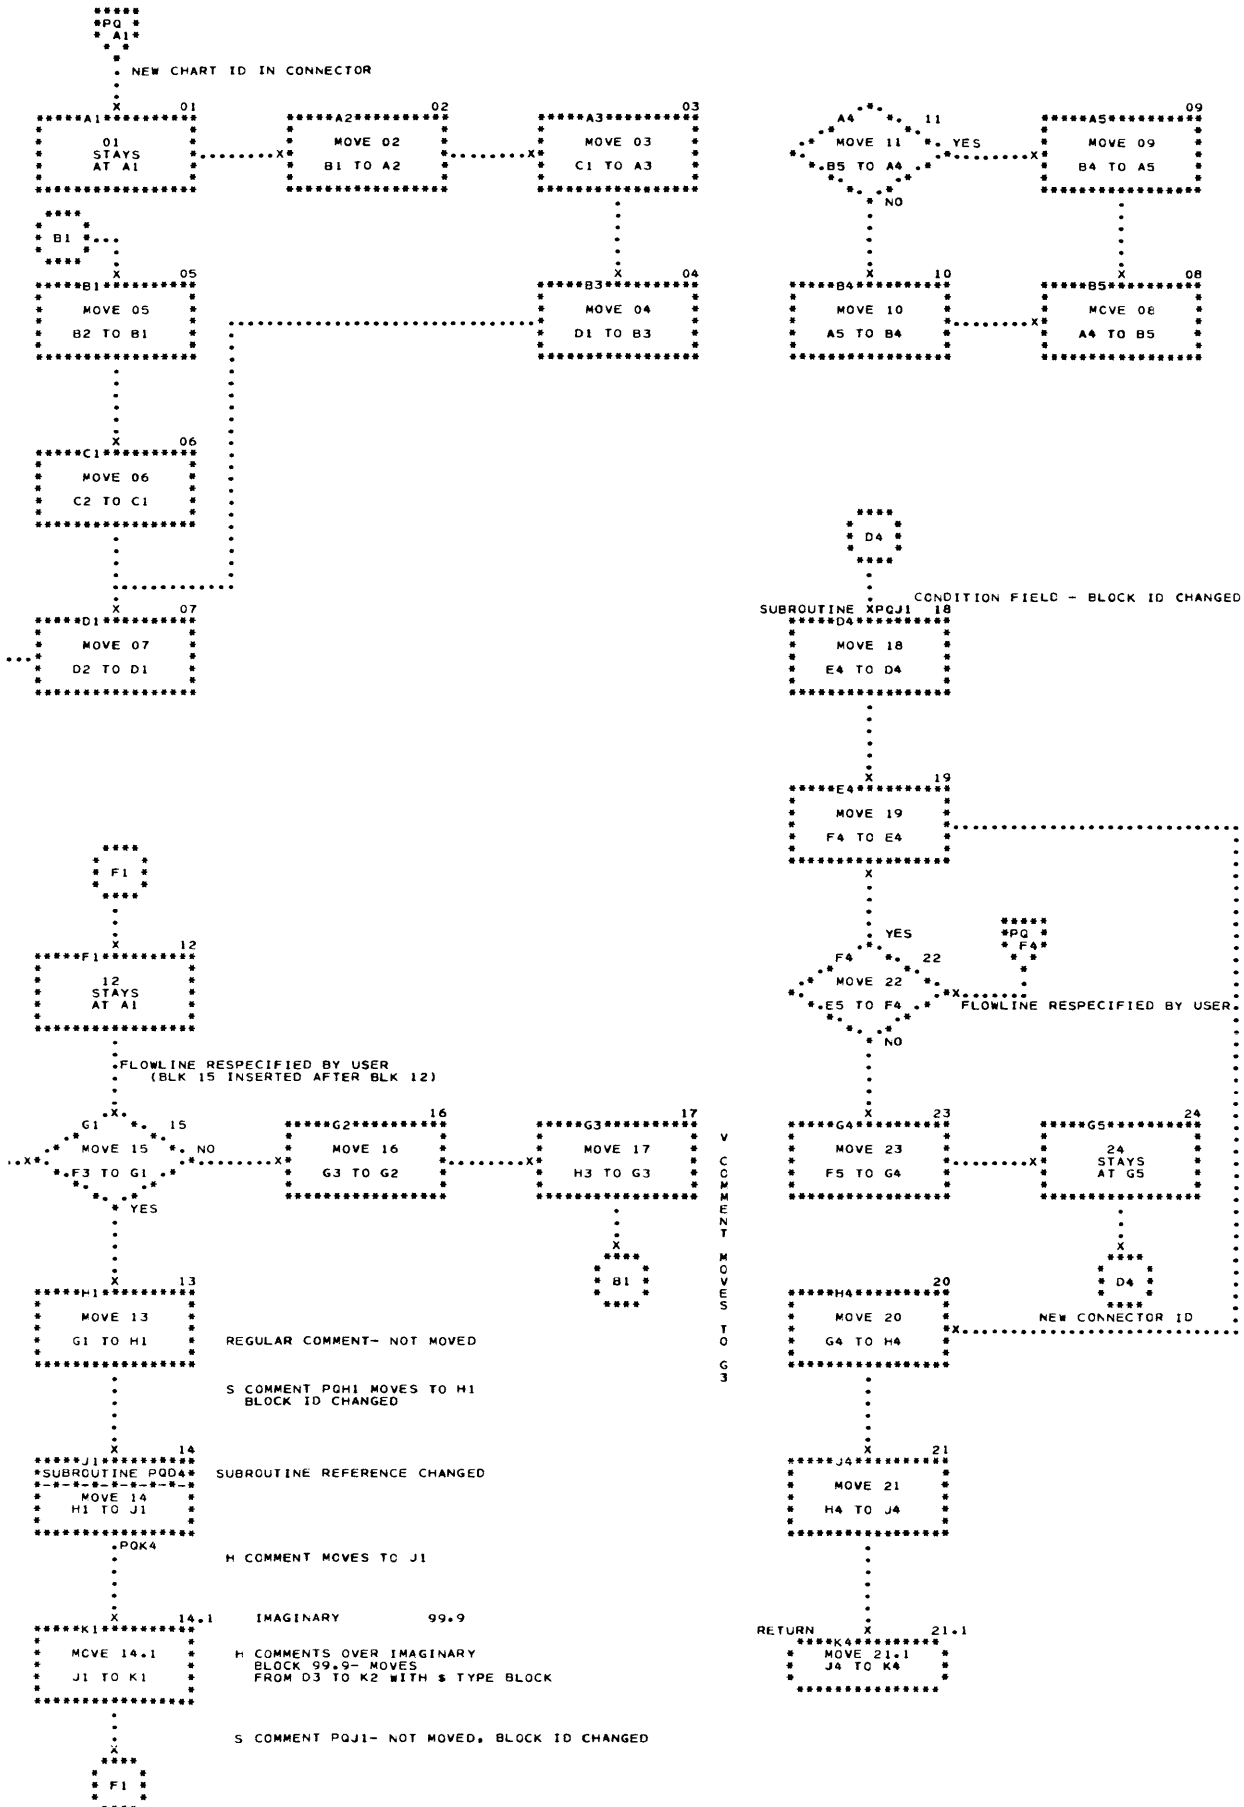 PQ
A1
NEW CHART ID IN CONNECTOR
A1 01
01
STAYS
AT A1
A2 02
MOVE 02
B1 TO A2
A3 03
MOVE 03
C1 TO A3
A4 11
MOVE 11
B5 TO A4
YES
NO
A5 09
MOVE 09
B4 TO A5
B1
B1 05
MOVE 05
B2 TO B1
B3 04
MOVE 04
D1 TO B3
B4 10
MOVE 10
A5 TO B4
B5 08
MOVE 08
A4 TO B5
C1 06
MOVE 06
C2 TO C1
D4
CONDITION FIELD - BLOCK ID CHANGED
D1 07
MOVE 07
D2 TO D1
SUBROUTINE XPQJ1 18
D4
MOVE 18
E4 TO D4
E4 19
MOVE 19
F4 TO E4
F1
F1 12
12
STAYS
AT A1
YES
PQ
F4
F4 22
MOVE 22
E5 TO F4
FLOWLINE RESPECIFIED BY USER
NO
FLOWLINE RESPECIFIED BY USER
(BLK 15 INSERTED AFTER BLK 12)
G1 15
MOVE 15
F3 TO G1
NO
YES
G2 16
MOVE 16
G3 TO G2
G3 17
MOVE 17
H3 TO G3
B1
V COMMENT MOVES TO G3
G4 23
MOVE 23
F5 TO G4
G5 24
24
STAYS
AT G5
D4
NEW CONNECTOR ID
H1 13
MOVE 13
G1 TO H1
REGULAR COMMENT- NOT MOVED
H4 20
MOVE 20
G4 TO H4
S COMMENT PQH1 MOVES TO H1
BLOCK ID CHANGED
J1 14
SUBROUTINE PQD4
MOVE 14
H1 TO J1
SUBROUTINE REFERENCE CHANGED
J4 21
MOVE 21
H4 TO J4
PQK4
H COMMENT MOVES TO J1
K1 14.1
MOVE 14.1
J1 TO K1
IMAGINARY 99.9
H COMMENTS OVER IMAGINARY
BLOCK 99.9- MOVES
FROM D3 TO K2 WITH $ TYPE BLOCK
RETURN X 21.1
K4
MOVE 21.1
J4 TO K4
S COMMENT PQJ1- NOT MOVED, BLOCK ID CHANGED
F1